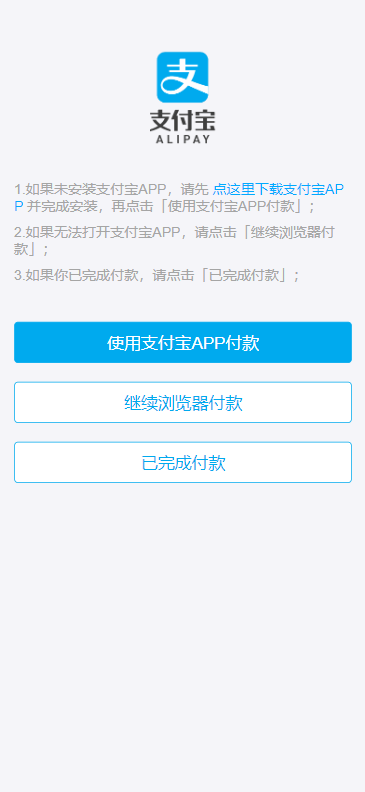 支
支付宝
ALIPAY
1.如果未安装支付宝APP，请先 点这里下载支付宝AP
P 并完成安装，再点击「使用支付宝APP付款」；
2.如果无法打开支付宝APP，请点击「继续浏览器付
款」；
3.如果你已完成付款，请点击「已完成付款」；
使用支付宝APP付款
继续浏览器付款
已完成付款